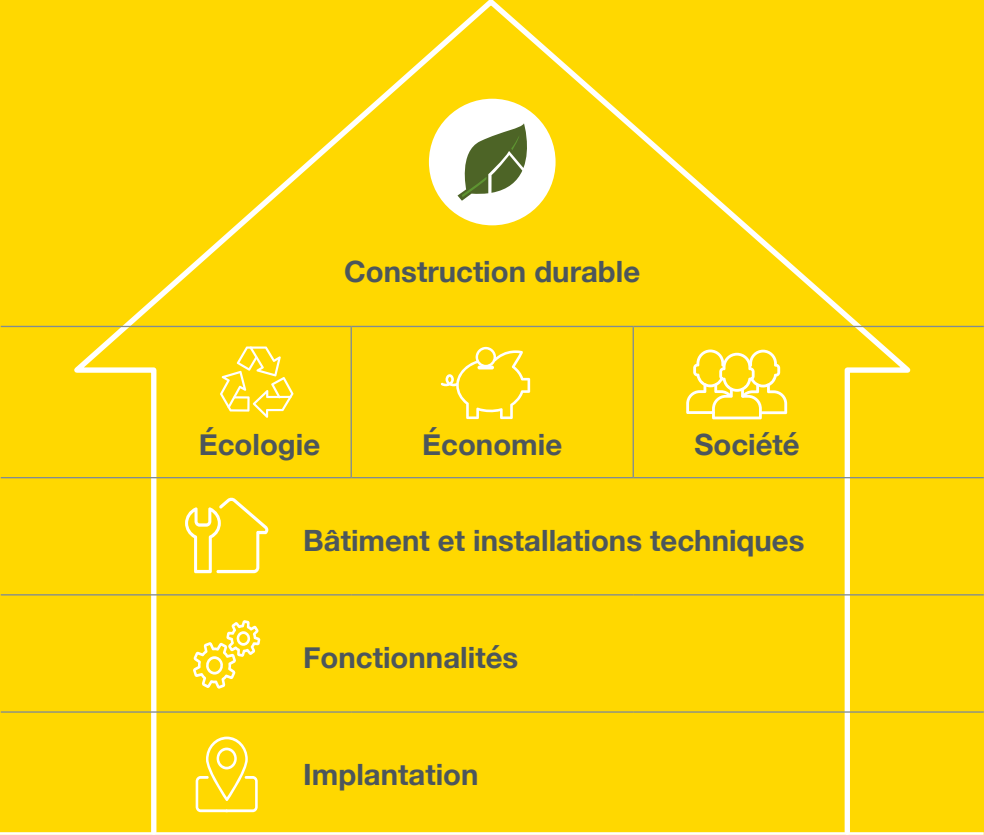 Construction durable
Écologie
Économie
Société
Bâtiment et installations techniques
Fonctionnalités
Implantation